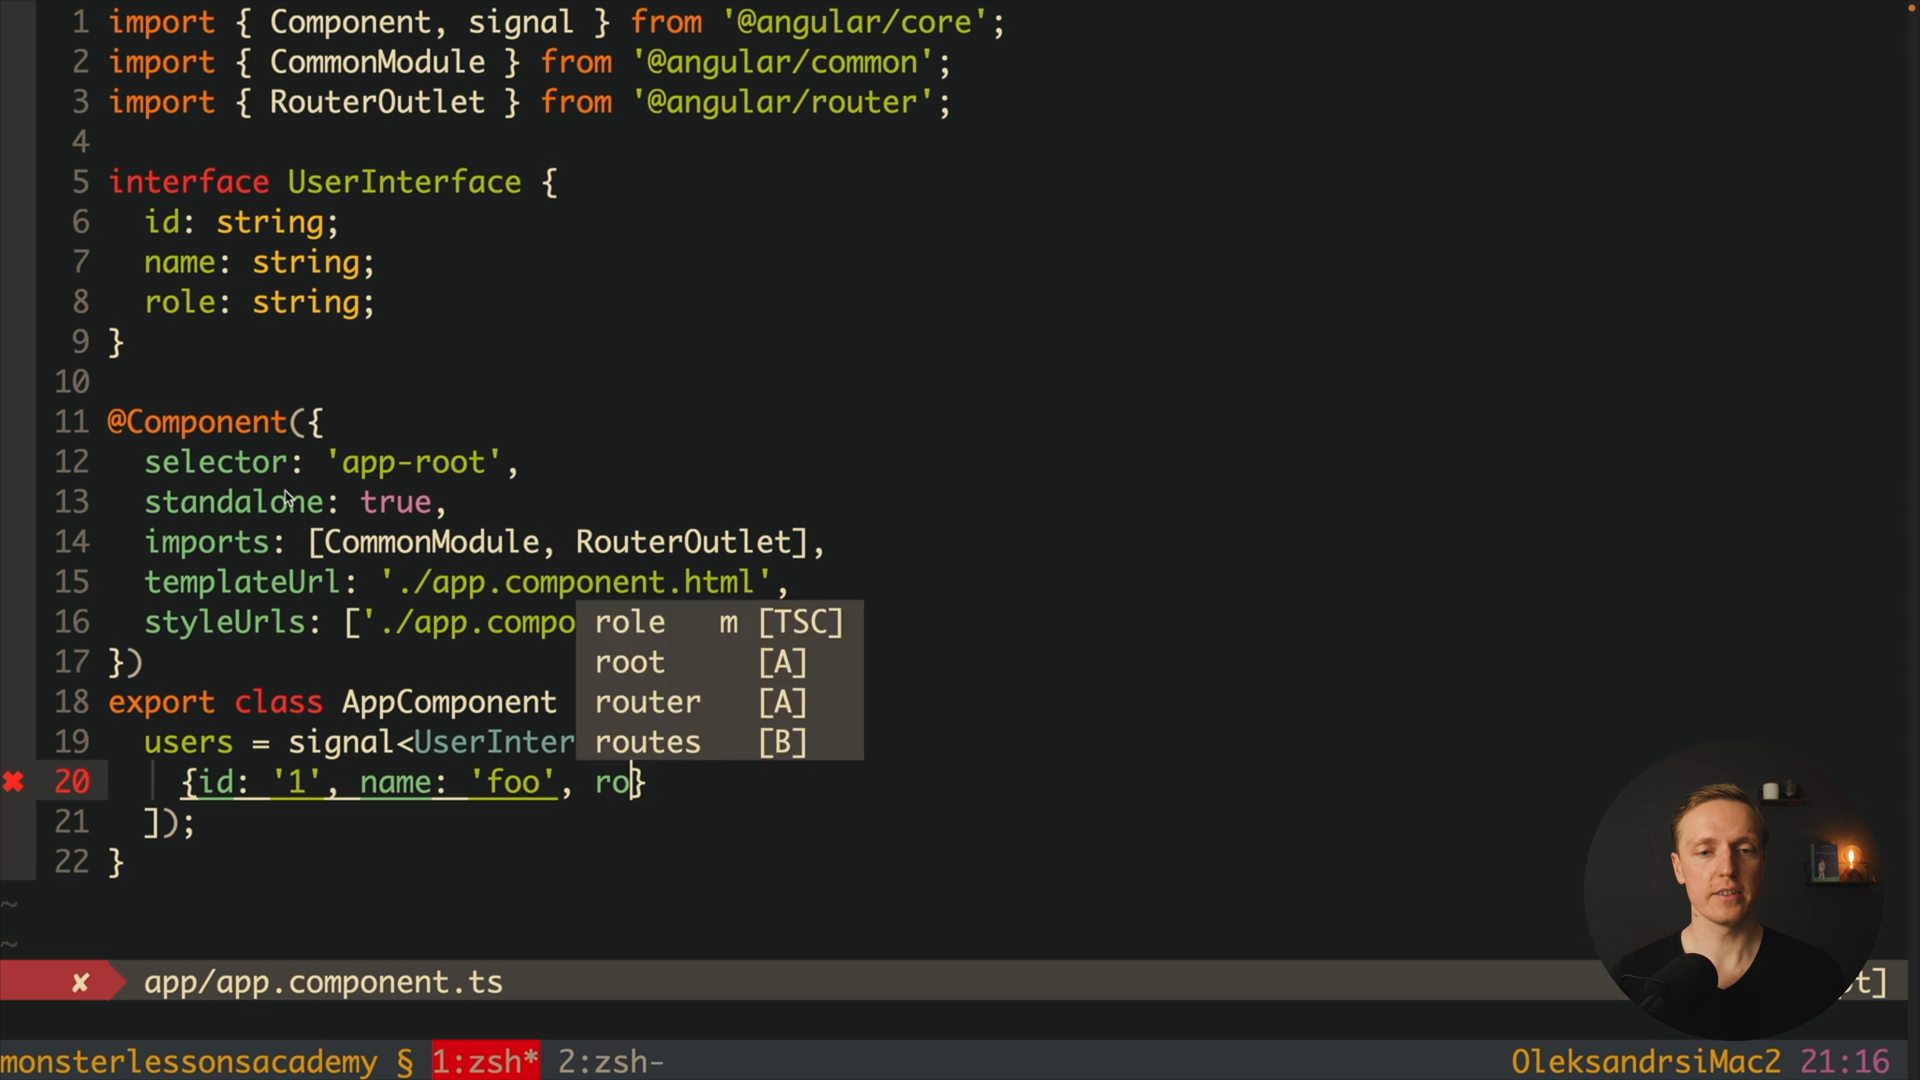 1 import { Component, signal } from '@angular/core';
2 import { CommonModule } from '@angular/common';
3 import { RouterOutlet } from '@angular/router';
4
5 interface UserInterface {
6 id: string;
7 name: string;
8 role: string;
9 }
10
11 @Component({
12 selector: 'app-root',
13 standalone: true,
14 imports: [CommonModule, RouterOutlet],
15 templateUrl: './app.component.html',
16 styleUrls: ['./app.compo
role m [TSC]
17 })
root [A]
18 export class AppComponent
router [A]
19 users = signal<UserInter
routes [B]
20 {id: '1', name: 'foo', ro}
21 ]);
22 }
~
~
✘ app/app.component.ts
monsterlessonsacademy § 1:zsh* 2:zsh- OleksandrsiMac2 21:16